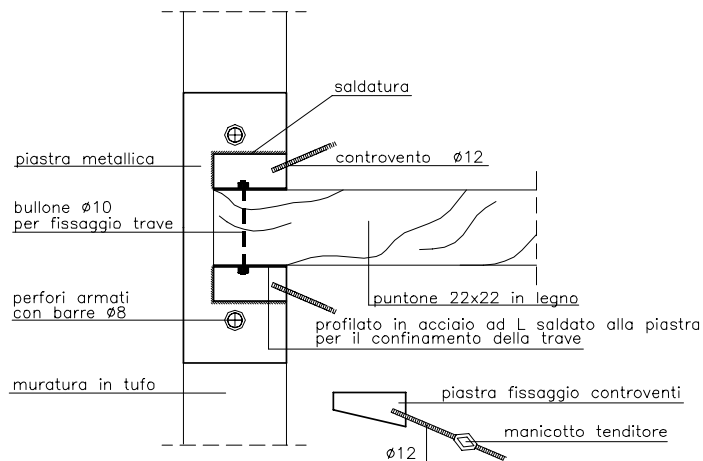 saldatura
piastra metallica
controvento ø12
bullone ø10
per fissaggio trave
perfori armati
con barre ø8
puntone 22x22 in legno
profilato in acciaio ad L saldato alla piastra
per il confinamento della trave
muratura in tufo
piastra fissaggio controventi
manicotto tenditore
ø12